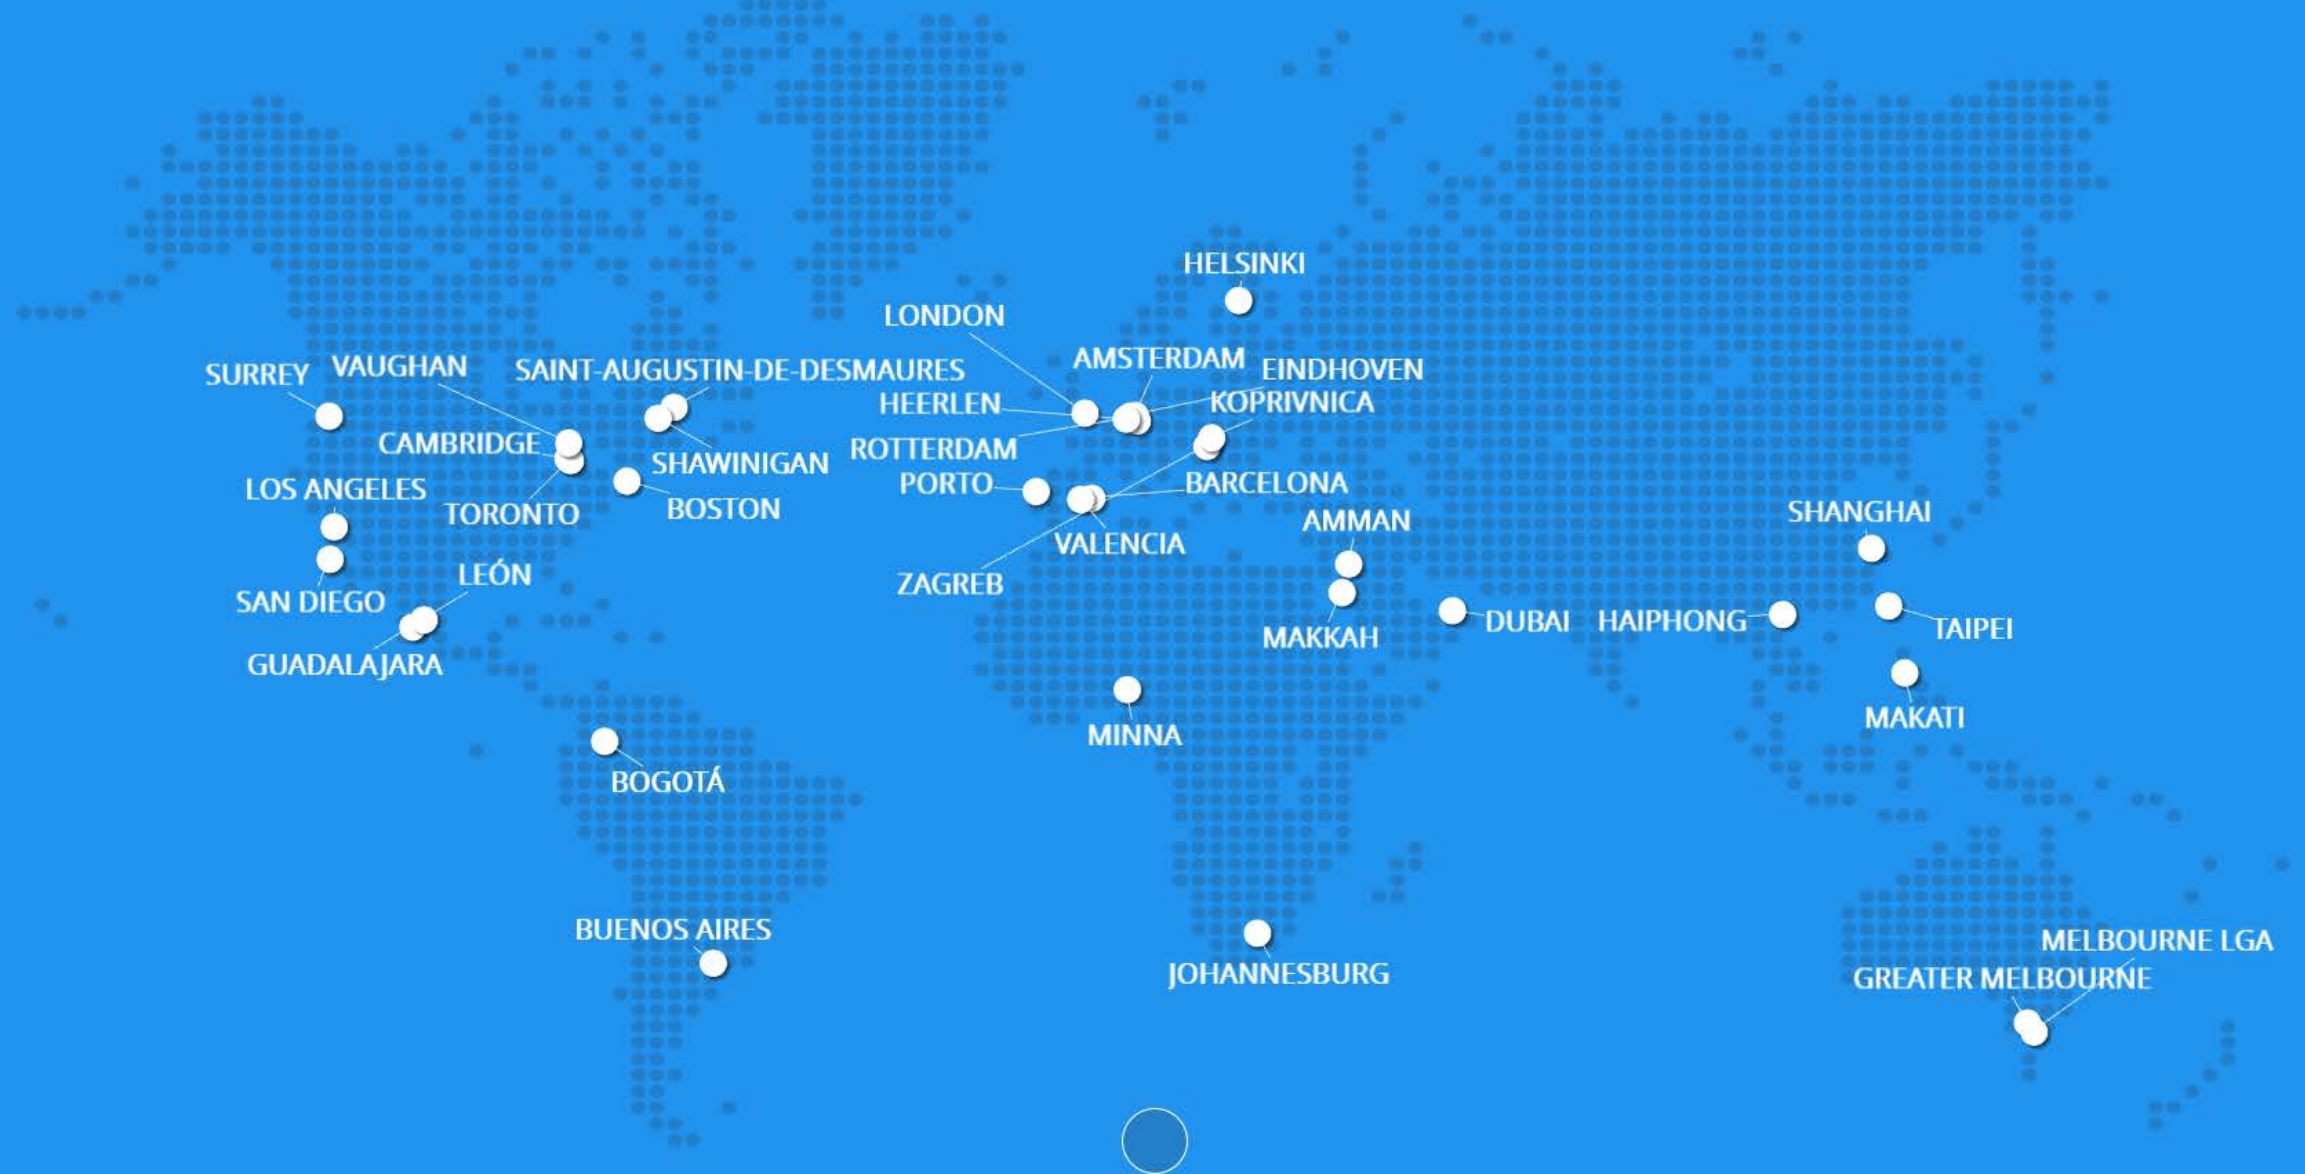 HELSINKI
LONDON
AMSTERDAM
EINDHOVEN
SURREY
VAUGHAN
SAINT-AUGUSTIN-DE-DESMAURES
HEERLEN
KOPRIVNICA
CAMBRIDGE
SHAWINIGAN
ROTTERDAM
LOS ANGELES
PORTO
BARCELONA
TORONTO
BOSTON
AMMAN
SHANGHAI
VALENCIA
LEÓN
ZAGREB
SAN DIEGO
DUBAI
HAIPHONG
TAIPEI
MAKKAH
GUADALAJARA
MINNA
MAKATI
BOGOTÁ
BUENOS AIRES
MELBOURNE LGA
JOHANNESBURG
GREATER MELBOURNE